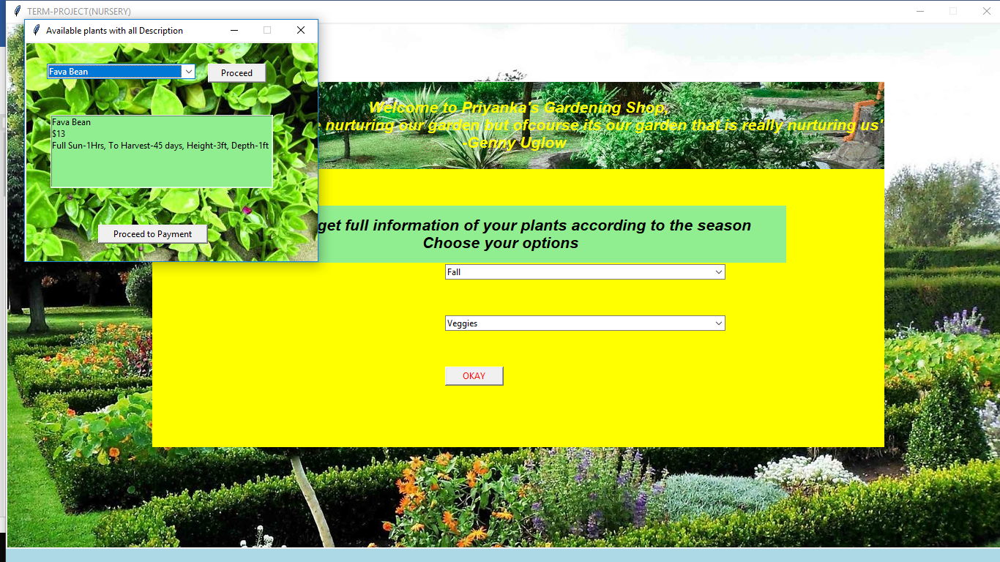 TERM-PROJECT(NURSERY)
Available plants with all Description
Fava Bean
Proceed
Fava Bean
$13
Full Sun-1Hrs, To Harvest-45 days, Height-3ft, Depth-1ft
Proceed to Payment
Welcome to Priyanka's Gardening Shop,
nurturing our garden but ofcourse its our garden that is really nurturing us'
-Genny Uglow
get full information of your plants according to the season
Choose your options
Fall
Veggies
OKAY